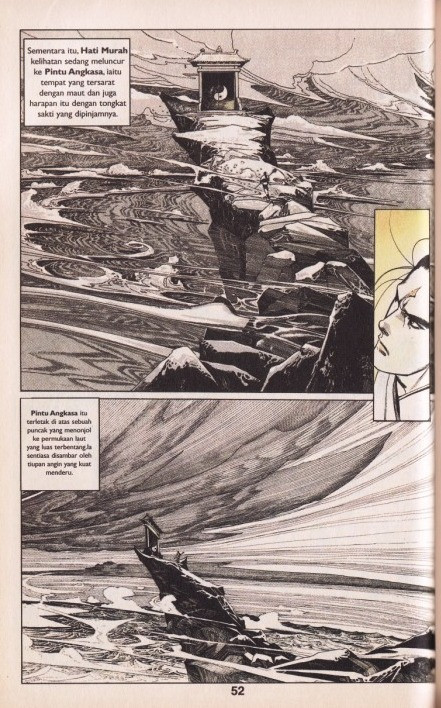 Sementara itu, Hati Murah
kelihatan sedang meluncur
ke Pintu Angkasa, iaitu
tempat yang tersarat
dengan maut dan juga
harapan itu dengan tongkat
sakti yang dipinjamnya.
Pintu Angkasa itu
terletak di atas sebuah
puncak yang menonjol
ke permukaan laut
yang luas terbentang.Ia
sentiasa disambar oleh
tiupan angin yang kuat
menderu.
52